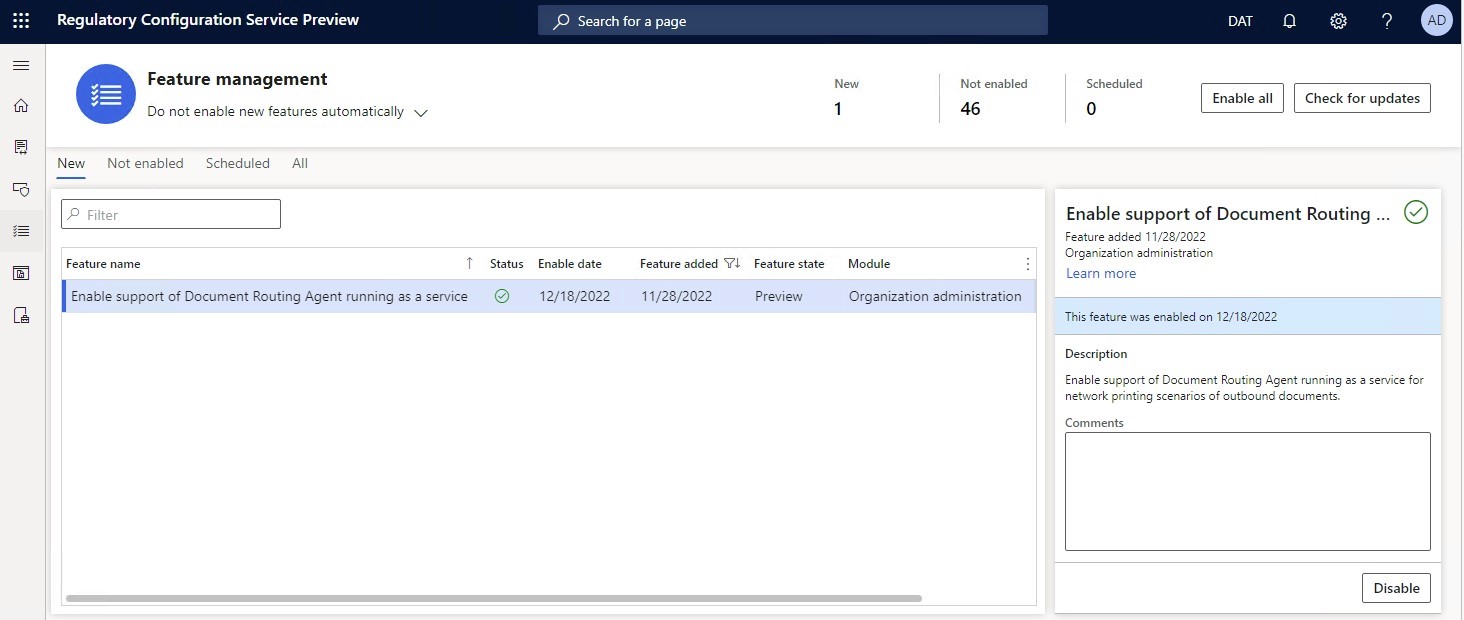 Regulatory Configuration Service Preview
Search for a page
DAT
?
AD
Feature management
Do not enable new features automatically
New
1
Not enabled
46
Scheduled
0
Enable all
Check for updates
New Not enabled Scheduled All
Filter
Feature name Status Enable date Feature added Feature state Module
Enable support of Document Routing Agent running as a service 12/18/2022 11/28/2022 Preview Organization administration
Enable support of Document Routing ...
Feature added 11/28/2022
Organization administration
Learn more
This feature was enabled on 12/18/2022
Description
Enable support of Document Routing Agent running as a service for
network printing scenarios of outbound documents.
Comments
Disable